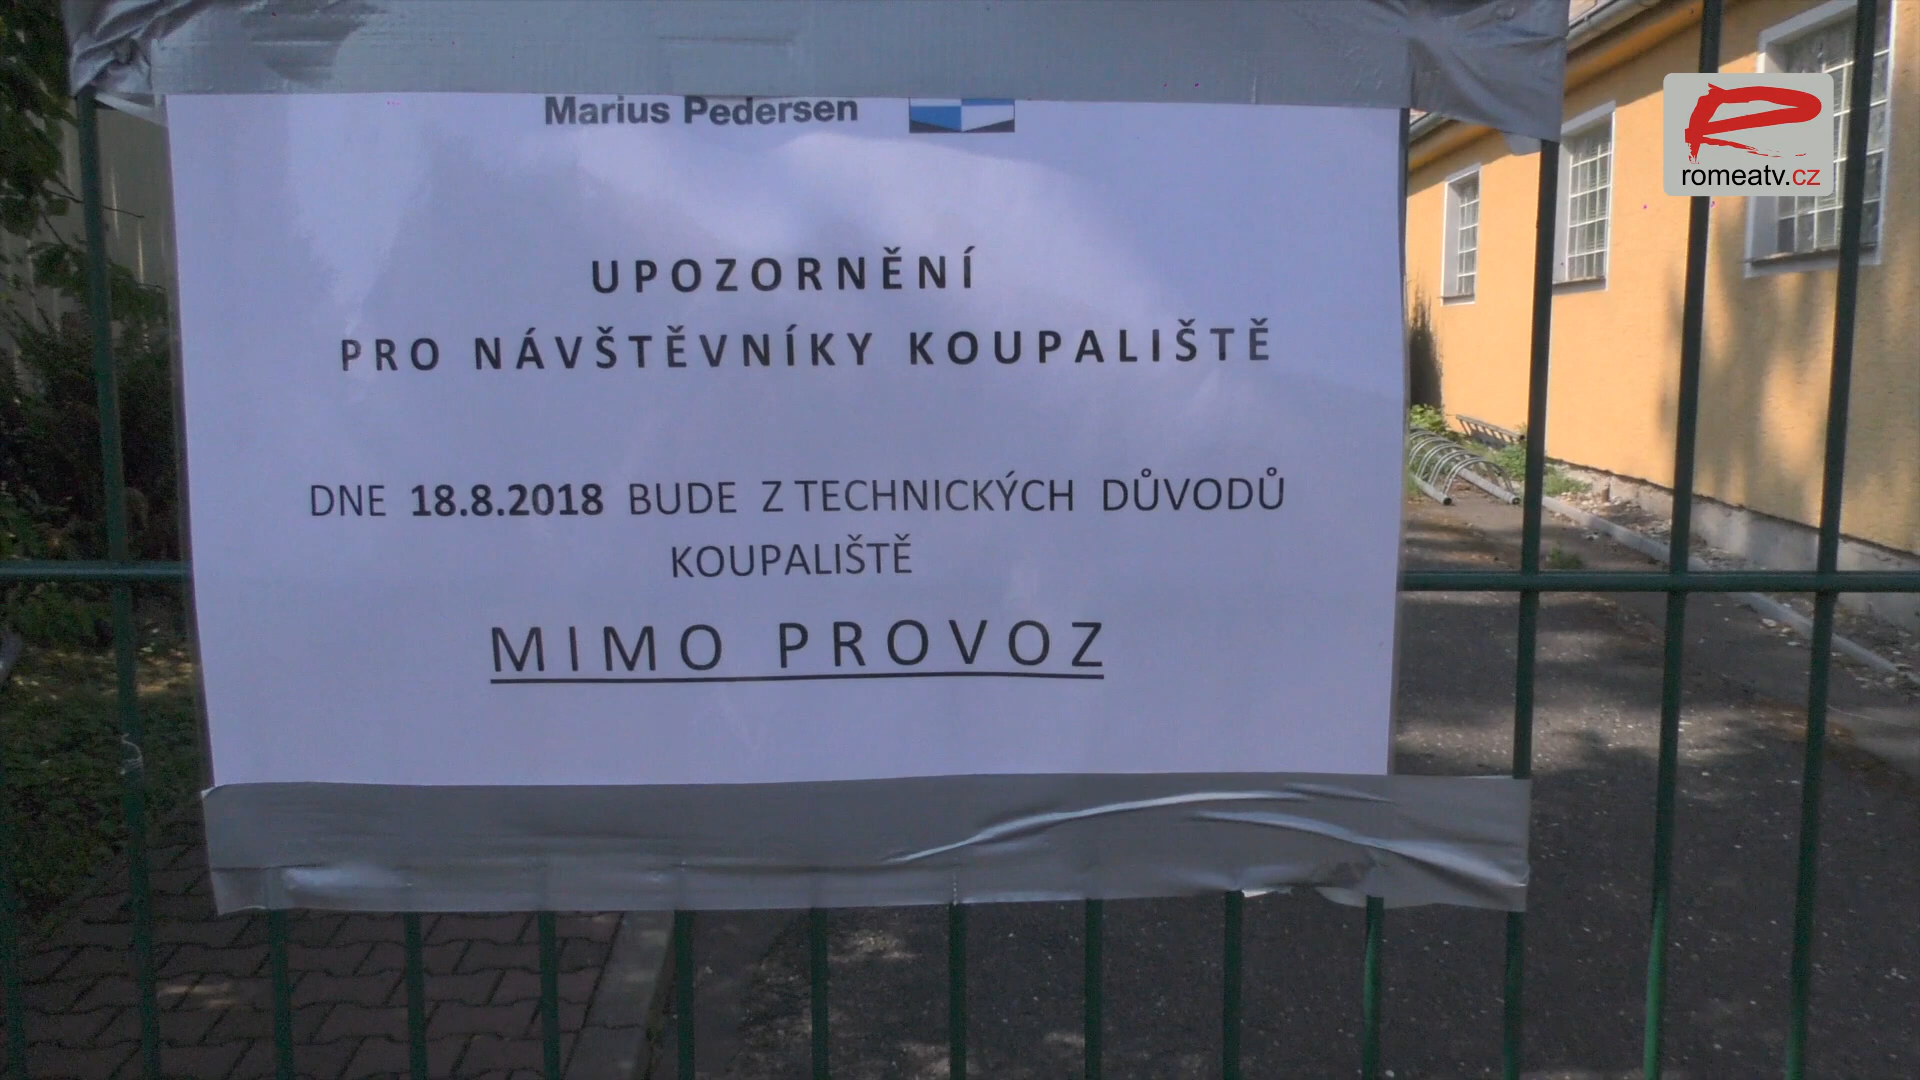 Marius Pedersen
romeatv.cz
UPOZORNĚNÍ
PRO NÁVŠTĚVNÍKY KOUPALIŠTĚ
DNE 18.8.2018 BUDE Z TECHNICKÝCH DŮVODŮ
KOUPALIŠTĚ
MIMO PROVOZ